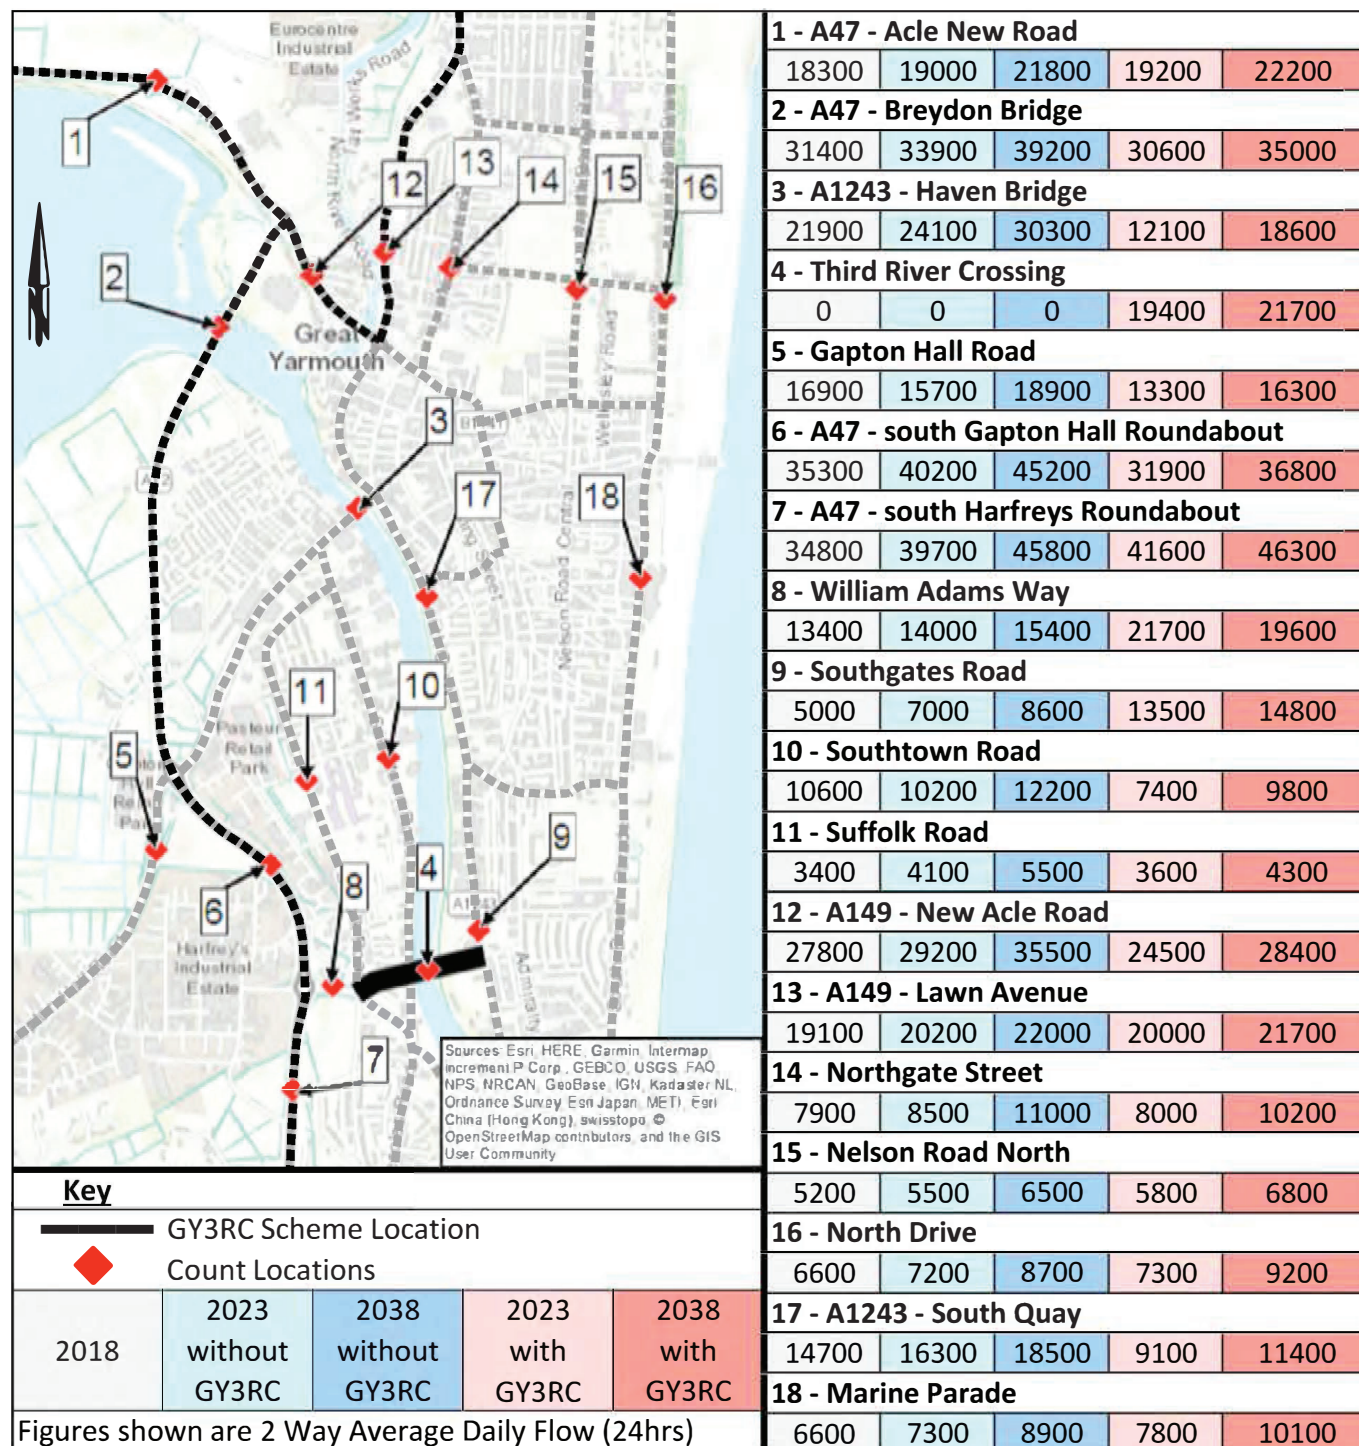 Eurocentre
Industrial
Estate
Works Road
North River Road
1
2
12
13
14
15
16
Great
Yarmouth
3
17
18
Wellesley Road
Nelson Road Central
5
11
10
Pasteur
Retail
Park
6
8
4
9
7
Harfrey's
Industrial
Estate
A1243
Admiralty
N
Sources: Esri, HERE, Garmin, Intermap,
increment P Corp., GEBCO, USGS, FAO,
NPS, NRCAN, GeoBase, IGN, Kadaster NL,
Ordnance Survey, Esri Japan, METI, Esri
China (Hong Kong), swisstopo, ©
OpenStreetMap contributors, and the GIS
User Community
Key
GY3RC Scheme Location
Count Locations
2018
2023 without GY3RC
2038 without GY3RC
2023 with GY3RC
2038 with GY3RC
Figures shown are 2 Way Average Daily Flow (24hrs)
1 - A47 - Acle New Road
18300 19000 21800 19200 22200
2 - A47 - Breydon Bridge
31400 33900 39200 30600 35000
3 - A1243 - Haven Bridge
21900 24100 30300 12100 18600
4 - Third River Crossing
0 0 0 19400 21700
5 - Gapton Hall Road
16900 15700 18900 13300 16300
6 - A47 - south Gapton Hall Roundabout
35300 40200 45200 31900 36800
7 - A47 - south Harfreys Roundabout
34800 39700 45800 41600 46300
8 - William Adams Way
13400 14000 15400 21700 19600
9 - Southgates Road
5000 7000 8600 13500 14800
10 - Southtown Road
10600 10200 12200 7400 9800
11 - Suffolk Road
3400 4100 5500 3600 4300
12 - A149 - New Acle Road
27800 29200 35500 24500 28400
13 - A149 - Lawn Avenue
19100 20200 22000 20000 21700
14 - Northgate Street
7900 8500 11000 8000 10200
15 - Nelson Road North
5200 5500 6500 5800 6800
16 - North Drive
6600 7200 8700 7300 9200
17 - A1243 - South Quay
14700 16300 18500 9100 11400
18 - Marine Parade
6600 7300 8900 7800 10100